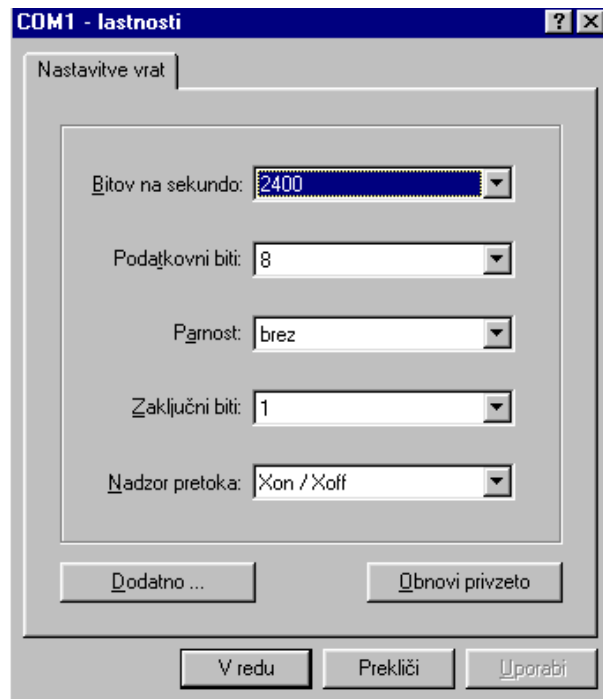 COM1 - lastnosti
Nastavitve vrat
Bitov na sekundo: 2400
Podatkovni biti: 8
Parnost: brez
Zaključni biti: 1
Nadzor pretoka: Xon / Xoff
Dodatno ... Obnovi privzeto
V redu Prekliči Uporabi